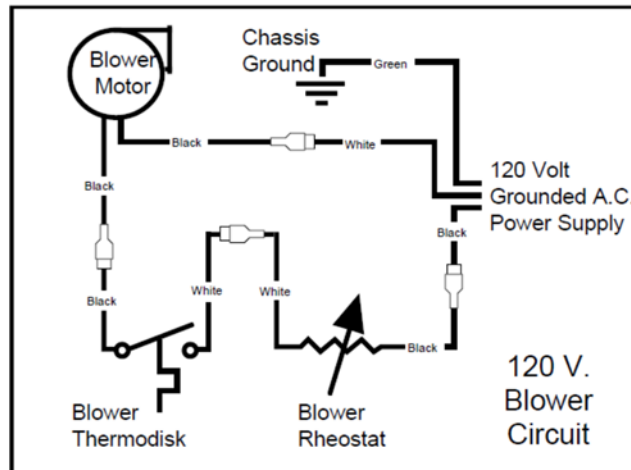 Blower
Motor
Chassis
Ground
Green
Black
White
120 Volt
Grounded A.C.
Power Supply
Black
Black
Black
White
White
Black
Blower
Thermodisk
Blower
Rheostat
120 V.
Blower
Circuit